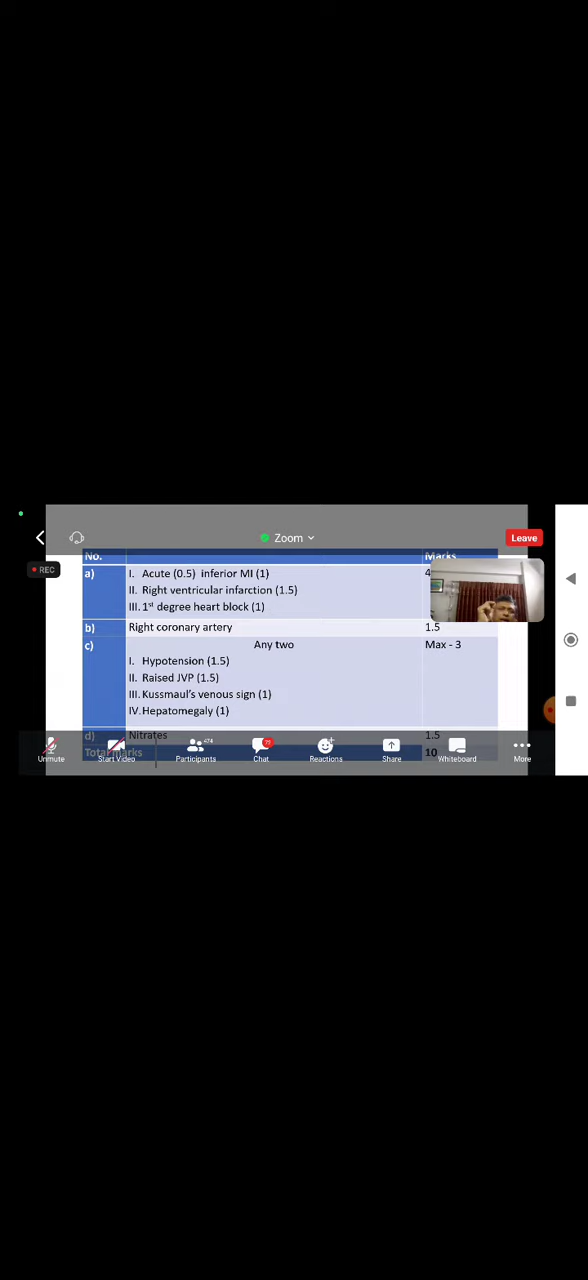 Zoom
Leave
REC
No. Marks
a) I. Acute (0.5) inferior MI (1) 4
II. Right ventricular infarction (1.5)
III. 1st degree heart block (1)
b) Right coronary artery 1.5
c) Any two Max - 3
I. Hypotension (1.5)
II. Raised JVP (1.5)
III. Kussmaul's venous sign (1)
IV. Hepatomegaly (1)
d) Nitrates 1.5
Total marks 10
474
Unmute Start Video Participants Chat Reactions Share Whiteboard More